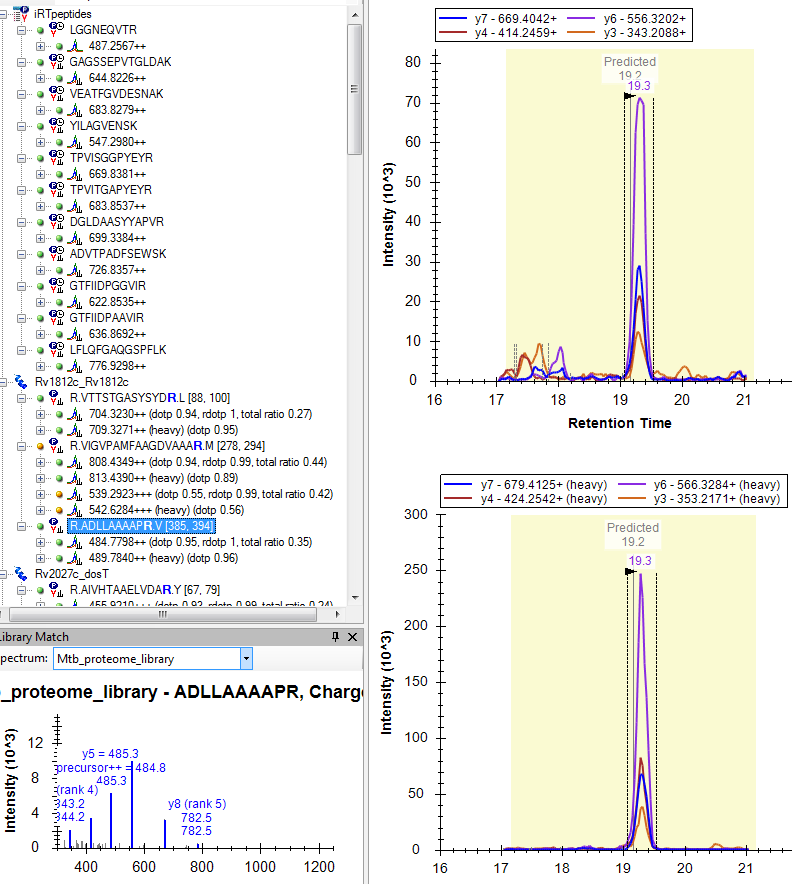 iRTpeptides
LGGNEQVTR
487.2567++
GAGSSEPVTGLDAK
644.8226++
VEATFGVDESNAK
683.8279++
YILAGVENSK
547.2980++
TPVISGGPYEYR
669.8381++
TPVITGAPYEYR
683.8537++
DGLDAASYYAPVR
699.3384++
ADVTPADFSEWSK
726.8357++
GTFIIDPGGVIR
622.8535++
GTFIIDPAAVIR
636.8692++
LFLQFGAQGSPFLK
776.9298++
Rv1812c_Rv1812c
R.VTTSTGASYSYDR.L [88, 100]
704.3230++ (dotp 0.94, rdotp 1, total ratio 0.27)
709.3271++ (heavy) (dotp 0.95)
R.VIGVPAMFAAGDVAAAR.M [278, 294]
808.4349++ (dotp 0.94, rdotp 0.99, total ratio 0.44)
813.4390++ (heavy) (dotp 0.89)
539.2923+++ (dotp 0.55, rdotp 0.99, total ratio 0.42)
542.6284+++ (heavy) (dotp 0.56)
R.ADLLAAAAPR.V [385, 394]
484.7798++ (dotp 0.95, rdotp 1, total ratio 0.35)
489.7840++ (heavy) (dotp 0.96)
Rv2027c_dosT
R.AIVHTAAELVDAR.Y [67, 79]
455.9210+++ (dotp 0.93, rdotp 0.99, total ratio 0.24)
Library Match
pectrum: Mtb_proteome_library
_proteome_library - ADLLAAAAPR, Charg
Intensity (10^3)
12
8
4
0
y5 = 485.3
precursor++ = 484.8
485.3
(rank 4)
343.2
344.2
y8 (rank 5)
782.5
782.5
400 600 800 1000 1200
y7 - 669.4042+ y6 - 556.3202+
y4 - 414.2459+ y3 - 343.2088+
Predicted
19.2
19.3
Intensity (10^3)
80
70
60
50
40
30
20
10
0
16 17 18 19 20 21
Retention Time
y7 - 679.4125+ (heavy) y6 - 566.3284+ (heavy)
y4 - 424.2542+ (heavy) y3 - 353.2171+ (heavy)
Predicted
19.2
19.3
Intensity (10^3)
300
250
200
150
100
50
0
16 17 18 19 20 21